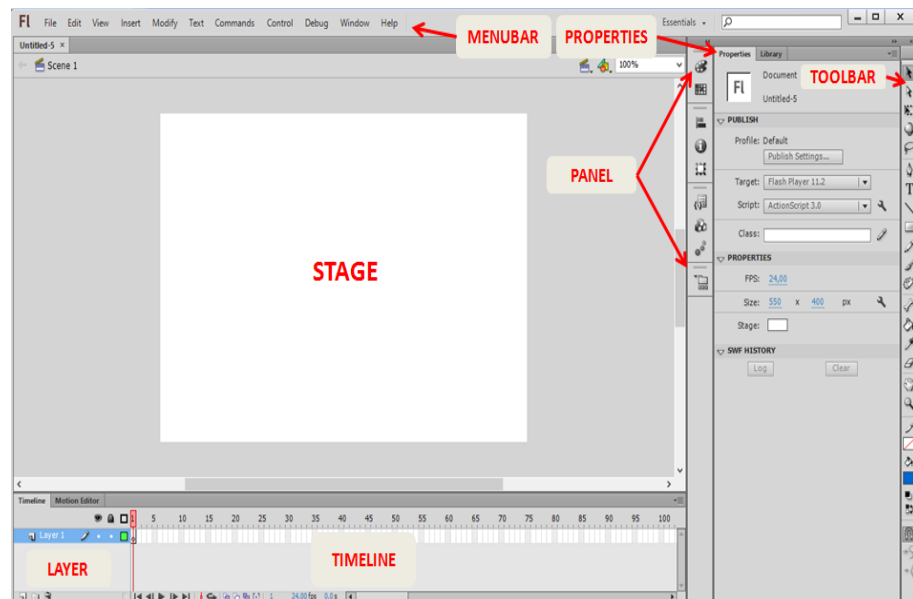 Fl File Edit View Insert Modify Text Commands Control Debug Window Help Essentials
MENUBAR PROPERTIES
Untitled-5 ×
Scene 1 100%
Properties Library
Fl Document
Untitled-5
TOOLBAR
PUBLISH
Profile: Default
Publish Settings...
Target: Flash Player 11.2
Script: ActionScript 3.0
Class:
PANEL
PROPERTIES
FPS: 24,00
Size: 550 x 400 px
Stage:
STAGE
SWF HISTORY
Log Clear
Timeline Motion Editor
1 5 10 15 20 25 30 35 40 45 50 55 60 65 70 75 80 85 90 95 100
Layer 1
LAYER
TIMELINE
1 24,00 fps 0,0 s